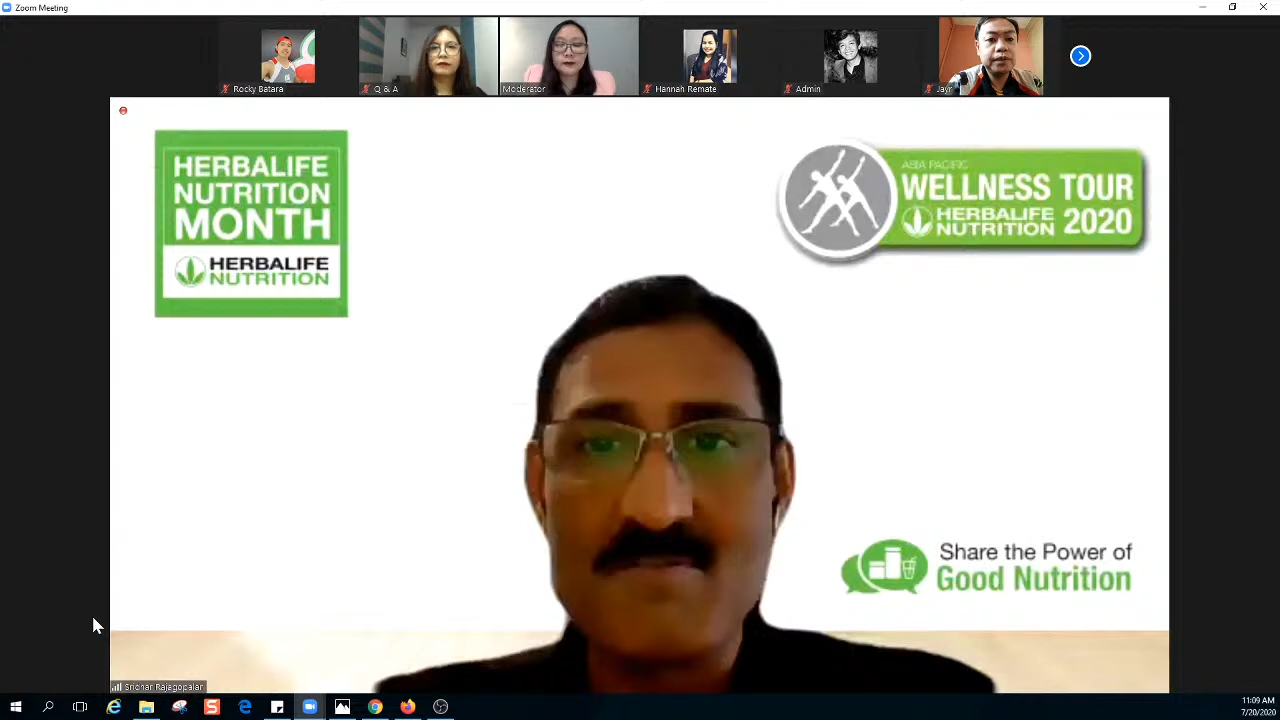 Zoom Meeting
Rocky Batara
Q & A
Moderator
Hannah Remate
Admin
Jayr
HERBALIFE
NUTRITION
MONTH
HERBALIFE
NUTRITION
ASIA PACIFIC
WELLNESS TOUR
HERBALIFE
NUTRITION 2020
Share the Power of
Good Nutrition
Sridhar Rajagopalan
11:09 AM
7/20/2020